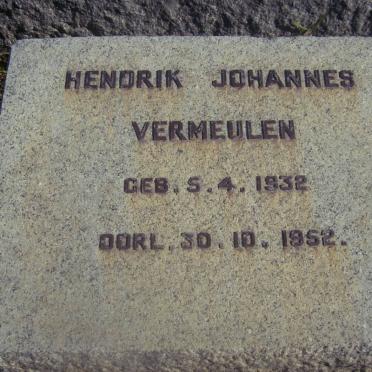 HENDRIK JOHANNES
VERMEULEN
GEB. 5. 4. 1932
OORL. 30. 10. 1952.